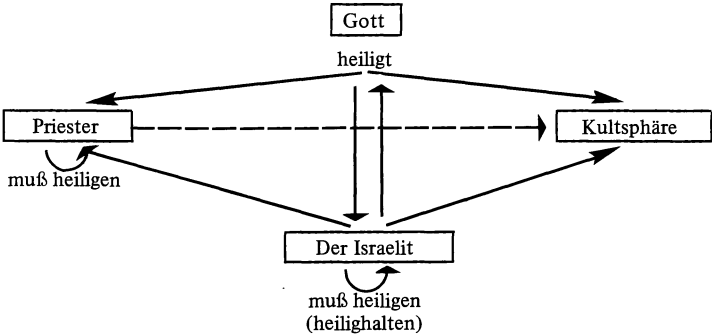 Gott
heiligt
Priester
Kultsphäre
muß heiligen
Der Israelit
muß heiligen
(heilighalten)